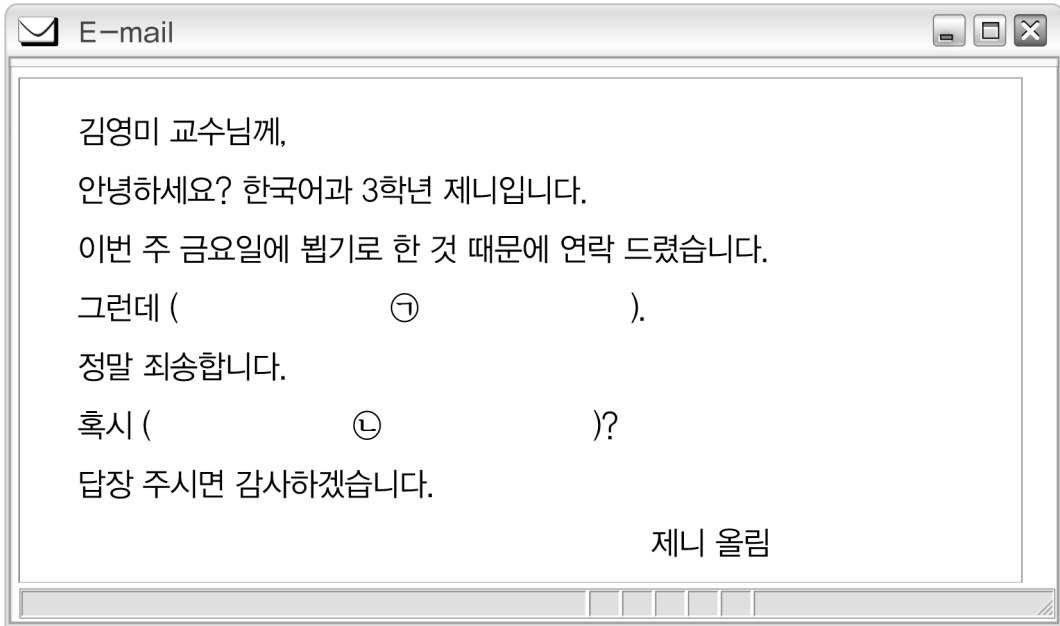 E-mail
김영미 교수님께,
안녕하세요? 한국어과 3학년 제니입니다.
이번 주 금요일에 뵙기로 한 것 때문에 연락 드렸습니다.
그런데 ( ㉠ ).
정말 죄송합니다.
혹시 ( ㉡ )?
답장 주시면 감사하겠습니다.
제니 올림